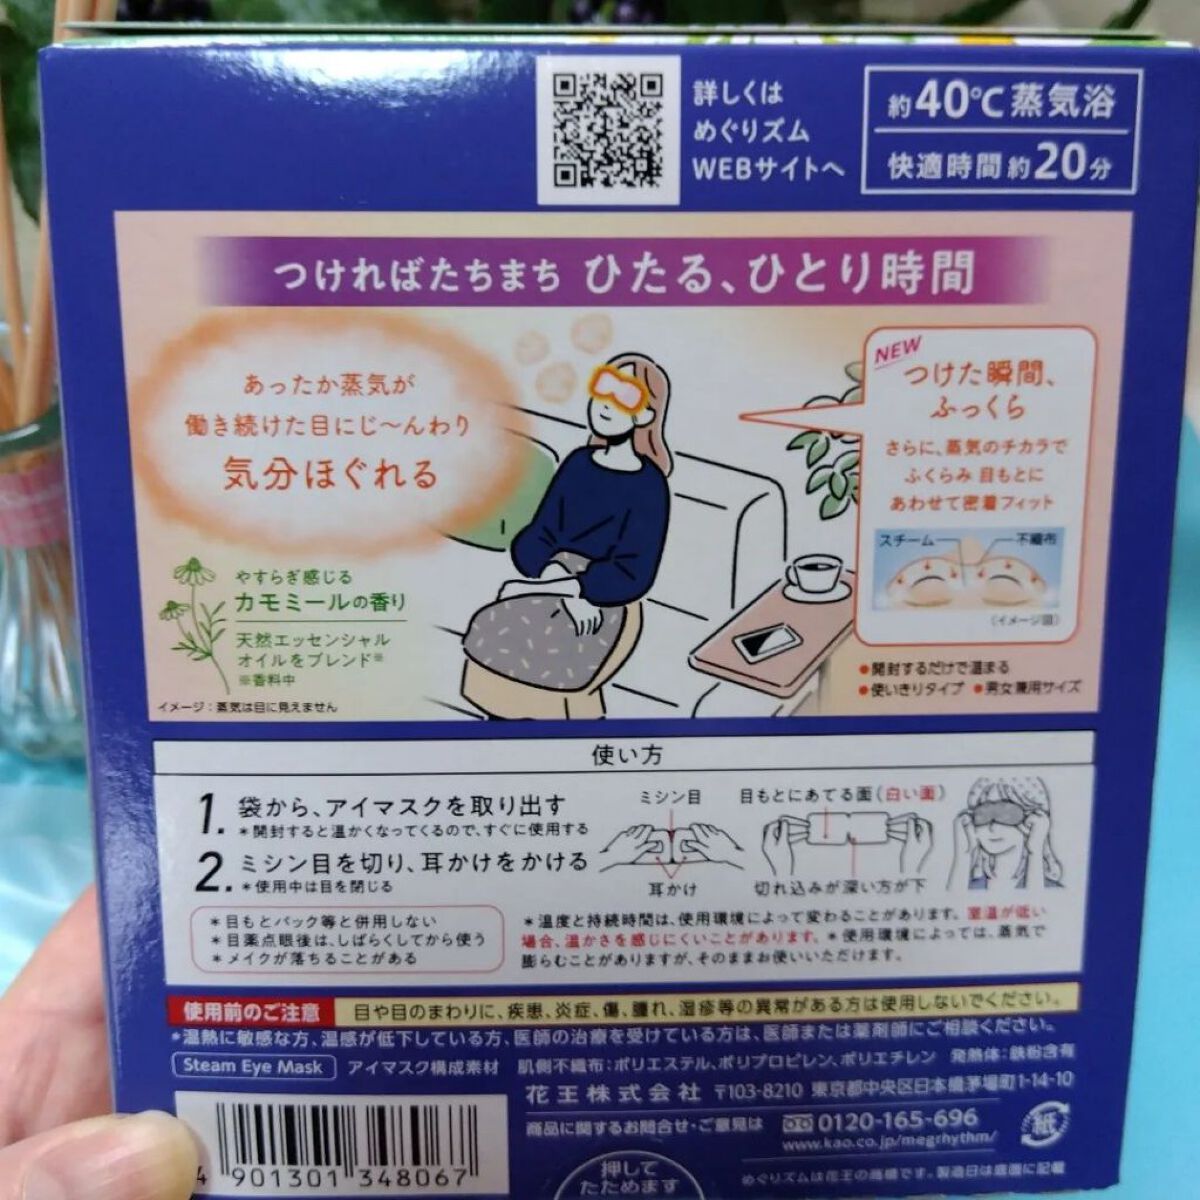 詳しくは
めぐりズム
WEBサイトへ
約40℃蒸気浴
快適時間約20分
つければたちまち ひたる、ひとり時間
あったか蒸気が
働き続けた目にじ〜んわり
気分ほぐれる
NEW
つけた瞬間、
ふっくら
さらに、蒸気のチカラで
ふくらみ 目もとに
あわせて密着フィット
スチーム
不織布
(イメージ図)
やすらぎ感じる
カモミールの香り
天然エッセンシャル
オイルをブレンド※
※香料中
●開封するだけで温まる
●使いきりタイプ ●男女兼用サイズ
イメージ：蒸気は目に見えません
使い方
1. 袋から、アイマスクを取り出す
＊開封すると温かくなってくるので、すぐに使用する
2. ミシン目を切り、耳かけをかける
＊使用中は目を閉じる
ミシン目
耳かけ
目もとにあてる面(白い面)
切れ込みが深い方が下
＊目もとパック等と併用しない
＊目薬点眼後は、しばらくしてから使う
＊メイクが落ちることがある
＊温度と持続時間は、使用環境によって変わることがあります。室温が低い
場合、温かさを感じにくいことがあります。＊使用環境によっては、蒸気で
膨らむことがありますが、そのままお使いいただけます。
使用前のご注意 目や目のまわりに、疾患、炎症、傷、腫れ、湿疹等の異常がある方は使用しないでください。
＊温熱に敏感な方、温感が低下している方、医師の治療を受けている方は、医師または薬剤師にご相談ください。
Steam Eye Mask アイマスク構成素材 肌側不織布：ポリエステル、ポリプロピレン、ポリエチレン 発熱体：鉄粉含有
花王株式会社 〒103-8210 東京都中央区日本橋茅場町1-14-10
商品に関するお問合せ・ご意見は 0120-165-696
www.kao.co.jp/megrhythm/
紙
めぐりズムは花王の商標です。製造日は底面に記載
押して
たためます
4 901301 348067